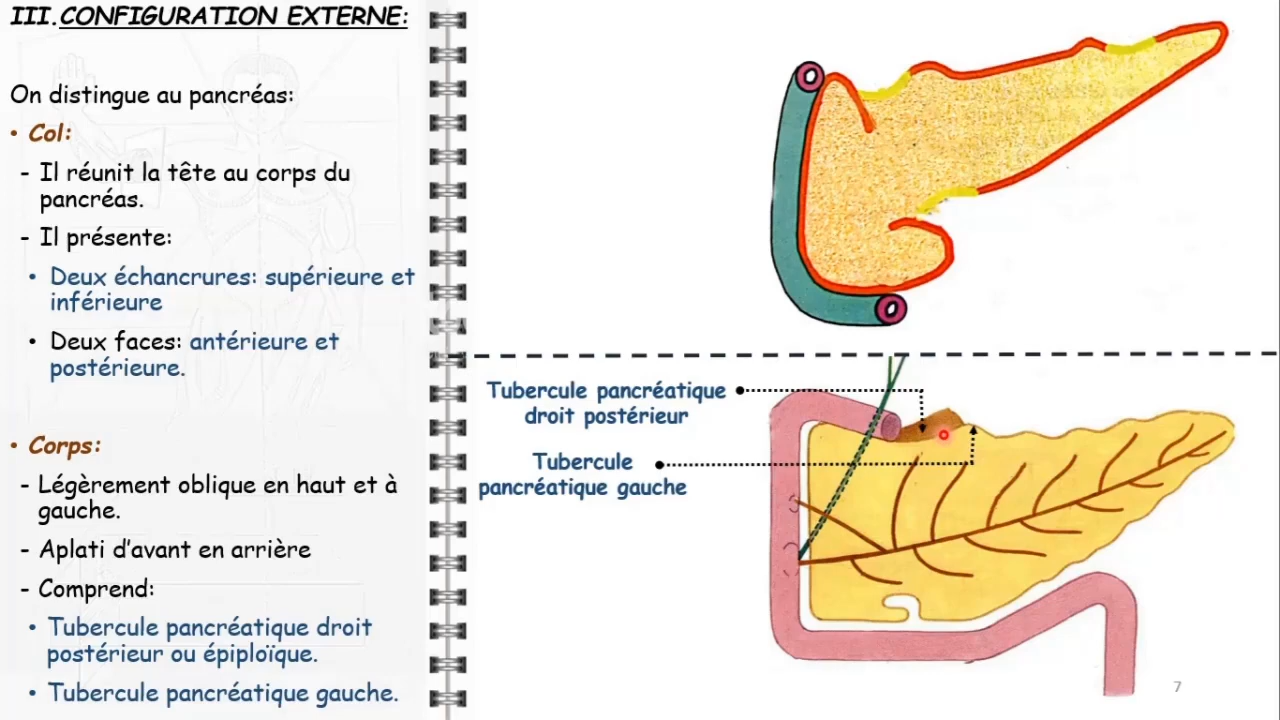 III.CONFIGURATION EXTERNE:
On distingue au pancréas:
• Col:
- Il réunit la tête au corps du
pancréas.
- Il présente:
• Deux échancrures: supérieure et
inférieure
• Deux faces: antérieure et
postérieure.
• Corps:
- Légèrement oblique en haut et à
gauche.
- Aplati d’avant en arrière
- Comprend:
• Tubercule pancréatique droit
postérieur ou épiploïque.
• Tubercule pancréatique gauche.
Tubercule pancréatique
droit postérieur
Tubercule
pancréatique gauche
7